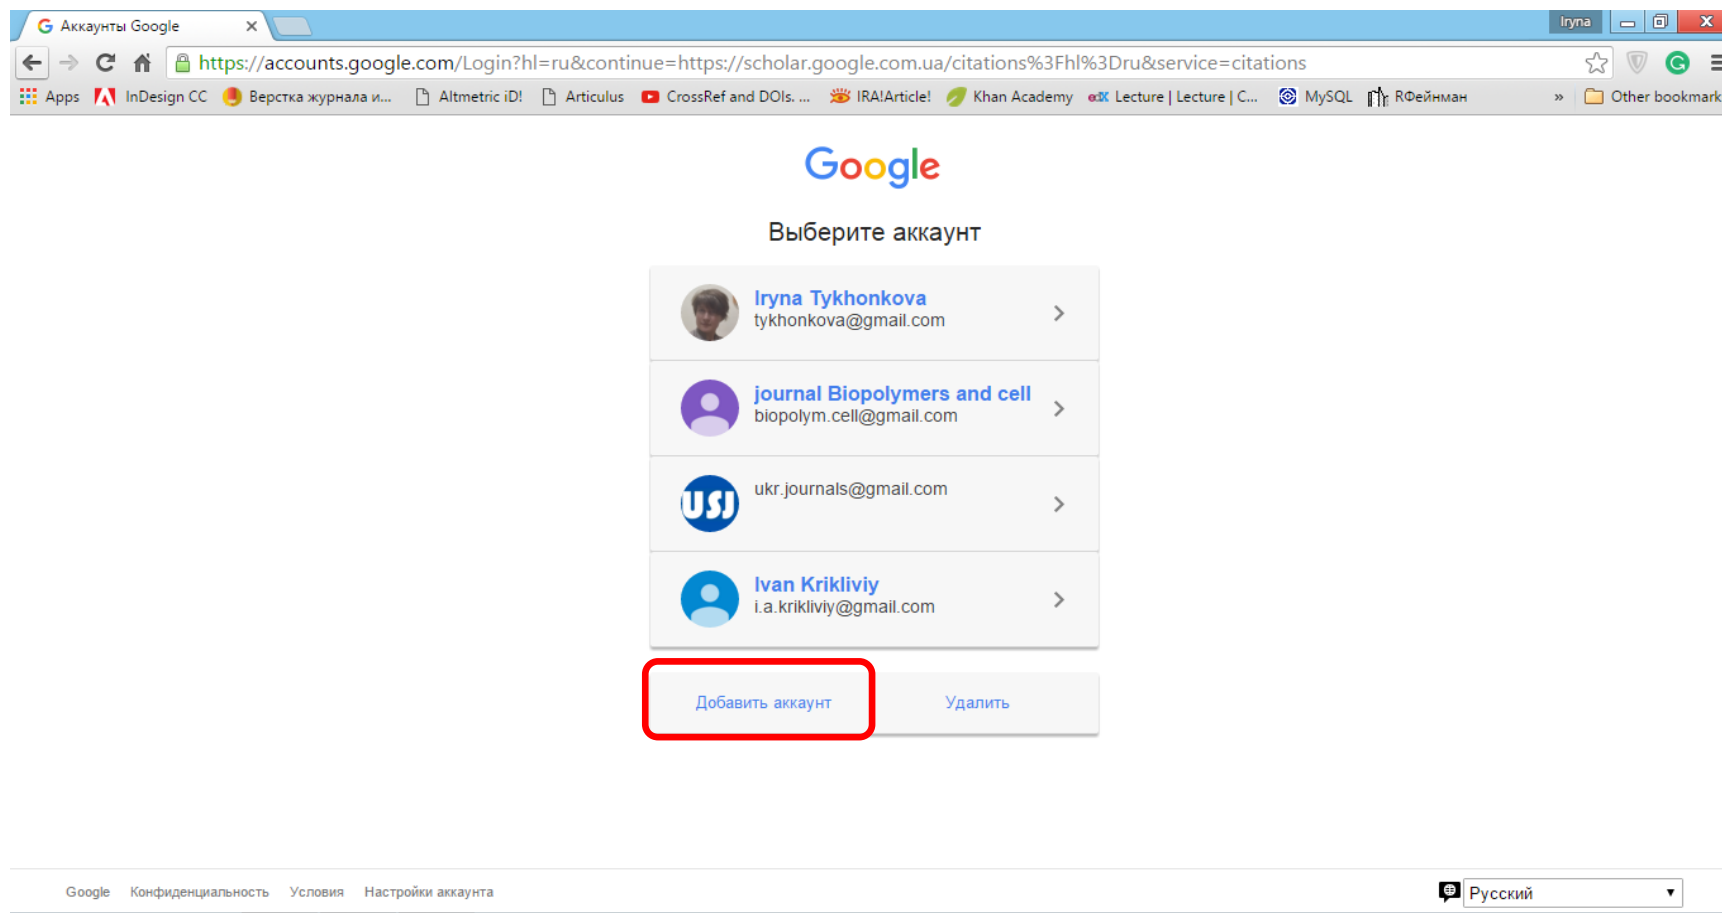 Аккаунты Google
Iryna
https://accounts.google.com/Login?hl=ru&continue=https://scholar.google.com.ua/citations%3Fhl%3Dru&service=citations
Apps InDesign CC Верстка журнала и... Altmetric iD! Articulus CrossRef and DOIs. ... IRA!Article! Khan Academy edX Lecture | Lecture | C... MySQL RФейнман » Other bookmark
Google
Выберите аккаунт
Iryna Tykhonkova
tykhonkova@gmail.com
journal Biopolymers and cell
biopolym.cell@gmail.com
USJ
ukr.journals@gmail.com
Ivan Krikliviy
i.a.krikliviy@gmail.com
Добавить аккаунт Удалить
Google Конфиденциальность Условия Настройки аккаунта Русский